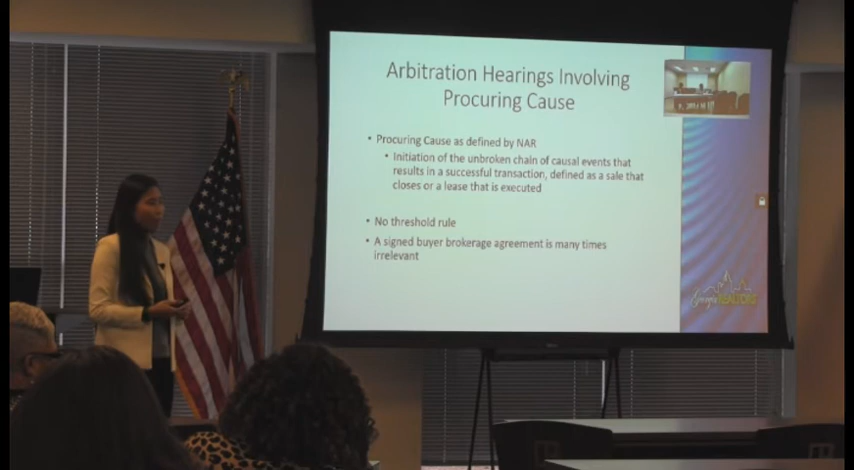 Arbitration Hearings Involving
Procuring Cause
• Procuring Cause as defined by NAR
• Initiation of the unbroken chain of causal events that
results in a successful transaction, defined as a sale that
closes or a lease that is executed
• No threshold rule
• A signed buyer brokerage agreement is many times
irrelevant
Georgia REALTORS